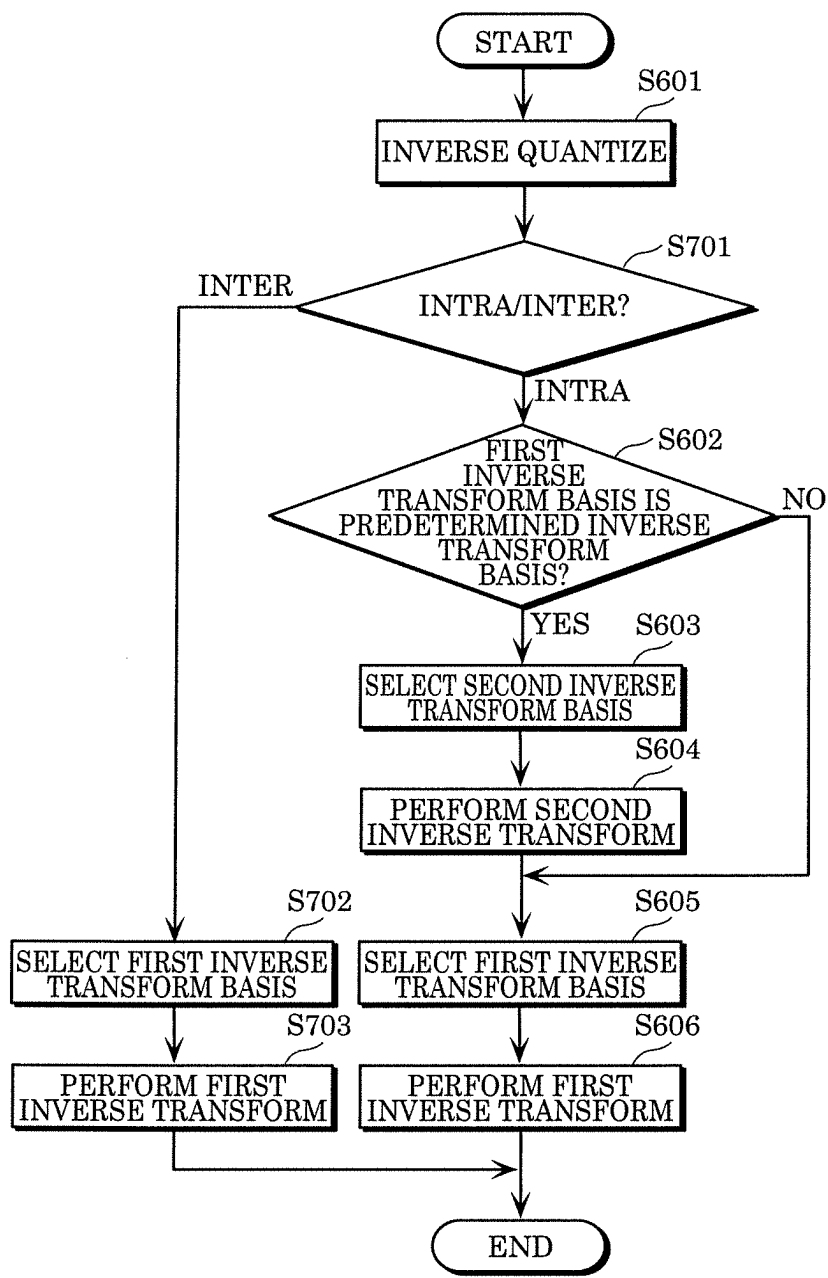 START
S601
INVERSE QUANTIZE
S701
INTER
INTRA/INTER?
INTRA
S602
FIRST
INVERSE
TRANSFORM BASIS IS
PREDETERMINED INVERSE
TRANSFORM
BASIS?
NO
YES
S603
SELECT SECOND INVERSE
TRANSFORM BASIS
S604
PERFORM SECOND
INVERSE TRANSFORM
S702
SELECT FIRST INVERSE
TRANSFORM BASIS
S605
SELECT FIRST INVERSE
TRANSFORM BASIS
S703
PERFORM FIRST
INVERSE TRANSFORM
S606
PERFORM FIRST
INVERSE TRANSFORM
END